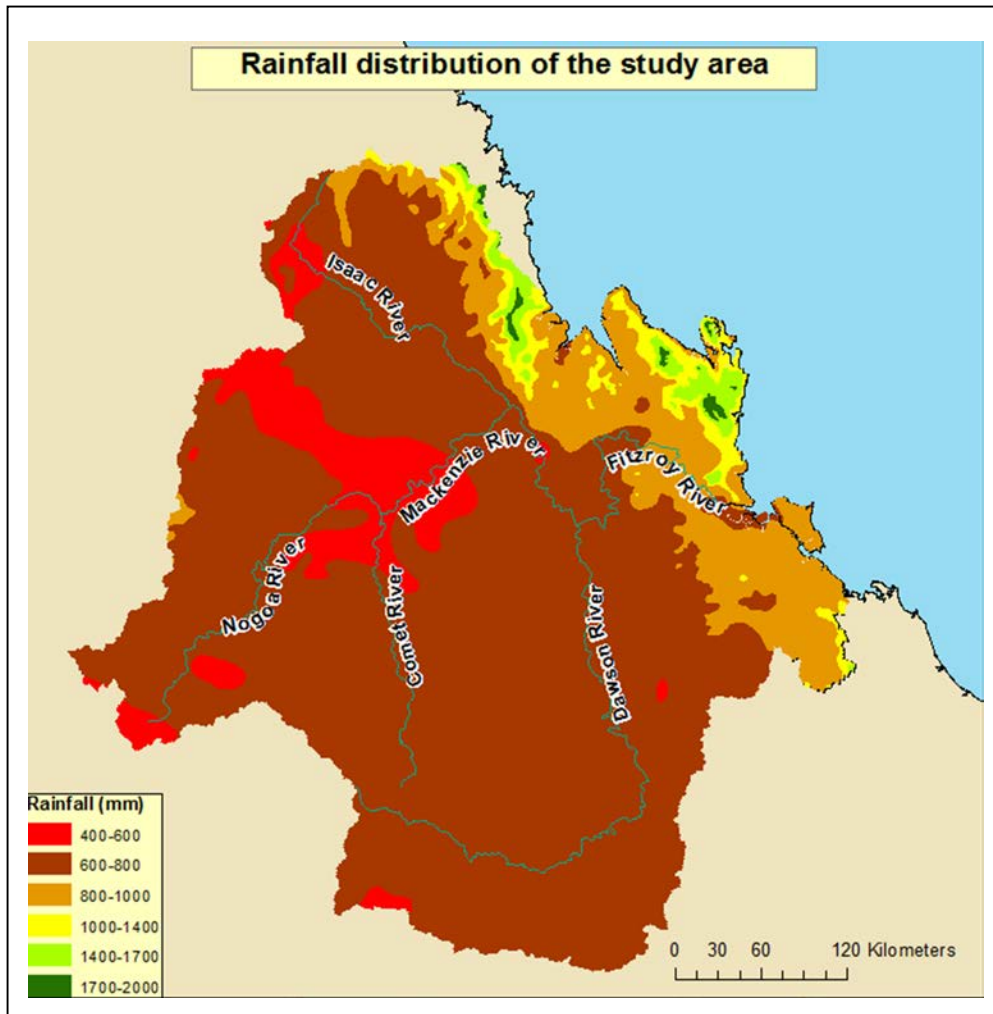 Rainfall distribution of the study area
Isaac River
Mackenzie River
Fitzroy River
Nogoa River
Comet River
Dawson River
Rainfall (mm)
400-600
600-800
800-1000
1000-1400
1400-1700
1700-2000
0 30 60 120 Kilometers